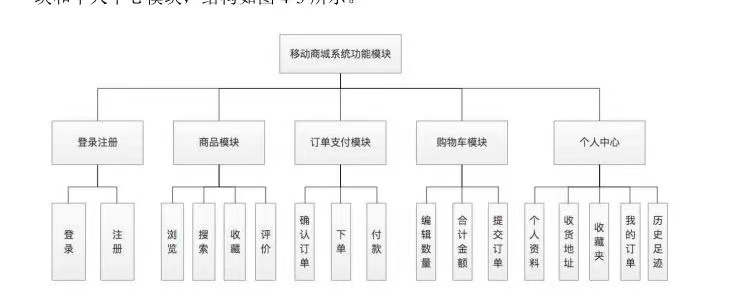 块和个人中心模块，结构如图4-3所示。
移动商城系统功能模块
登录注册
商品模块
订单支付模块
购物车模块
个人中心
登录
注册
浏览
搜索
收藏
评价
确认订单
下单
付款
编辑数量
合计金额
提交订单
个人资料
收货地址
收藏夹
我的订单
历史足迹